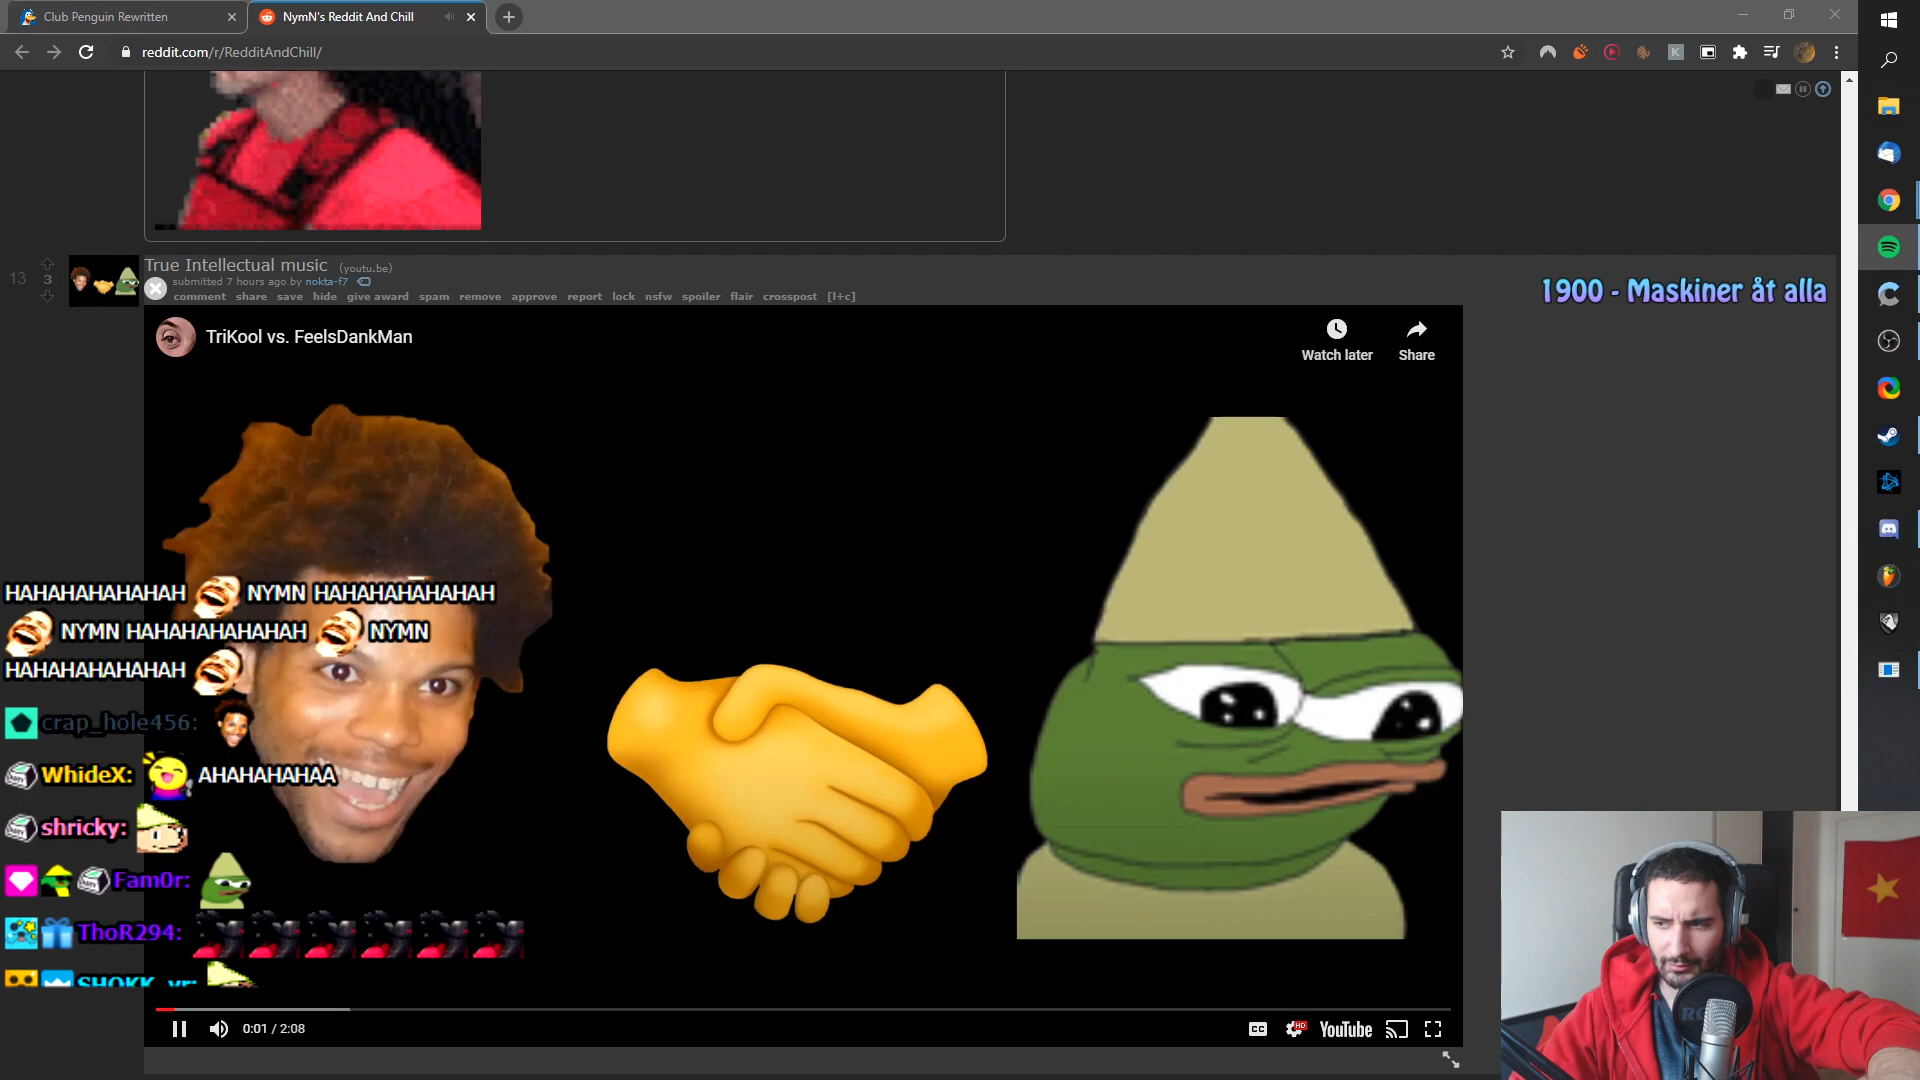 Club Penguin Rewritten
NymN's Reddit And Chill
reddit.com/r/RedditAndChill/
13
3
True Intellectual music (youtu.be)
submitted 7 hours ago by nokta-f7
comment share save hide give award spam remove approve report lock nsfw spoiler flair crosspost [l+c]
1900 - Maskiner åt alla
TriKool vs. FeelsDankMan
Watch later
Share
HAHAHAHAHAHAH NYMN HAHAHAHAHAHAH
NYMN HAHAHAHAHAHAH NYMN
HAHAHAHAHAHAH
crap_hole456:
WhideX: AHAHAHAHAA
shricky:
Fam0r:
ThoR294:
SHOKK_yr:
0:01 / 2:08
CC
HD
YouTube